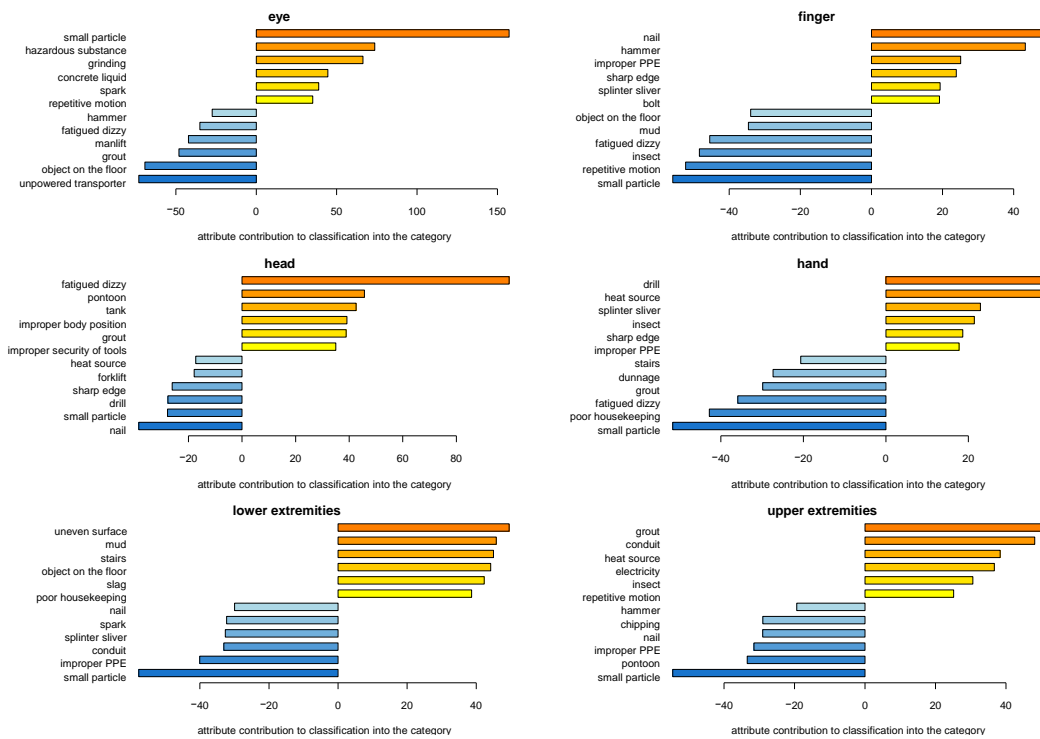 eye
small particle
hazardous substance
grinding
concrete liquid
spark
repetitive motion
hammer
fatigued dizzy
manlift
grout
object on the floor
unpowered transporter
−50 0 50 100 150
attribute contribution to classification into the category
finger
nail
hammer
improper PPE
sharp edge
splinter sliver
bolt
object on the floor
mud
fatigued dizzy
insect
repetitive motion
small particle
−40 −20 0 20 40
attribute contribution to classification into the category
head
fatigued dizzy
pontoon
tank
improper body position
grout
improper security of tools
heat source
forklift
sharp edge
drill
small particle
nail
−20 0 20 40 60 80
attribute contribution to classification into the category
hand
drill
heat source
splinter sliver
insect
sharp edge
improper PPE
stairs
dunnage
grout
fatigued dizzy
poor housekeeping
small particle
−40 −20 0 20
attribute contribution to classification into the category
lower extremities
uneven surface
mud
stairs
object on the floor
slag
poor housekeeping
nail
spark
splinter sliver
conduit
improper PPE
small particle
−40 −20 0 20 40
attribute contribution to classification into the category
upper extremities
grout
conduit
heat source
electricity
insect
repetitive motion
hammer
chipping
nail
improper PPE
pontoon
small particle
−40 −20 0 20 40
attribute contribution to classification into the category